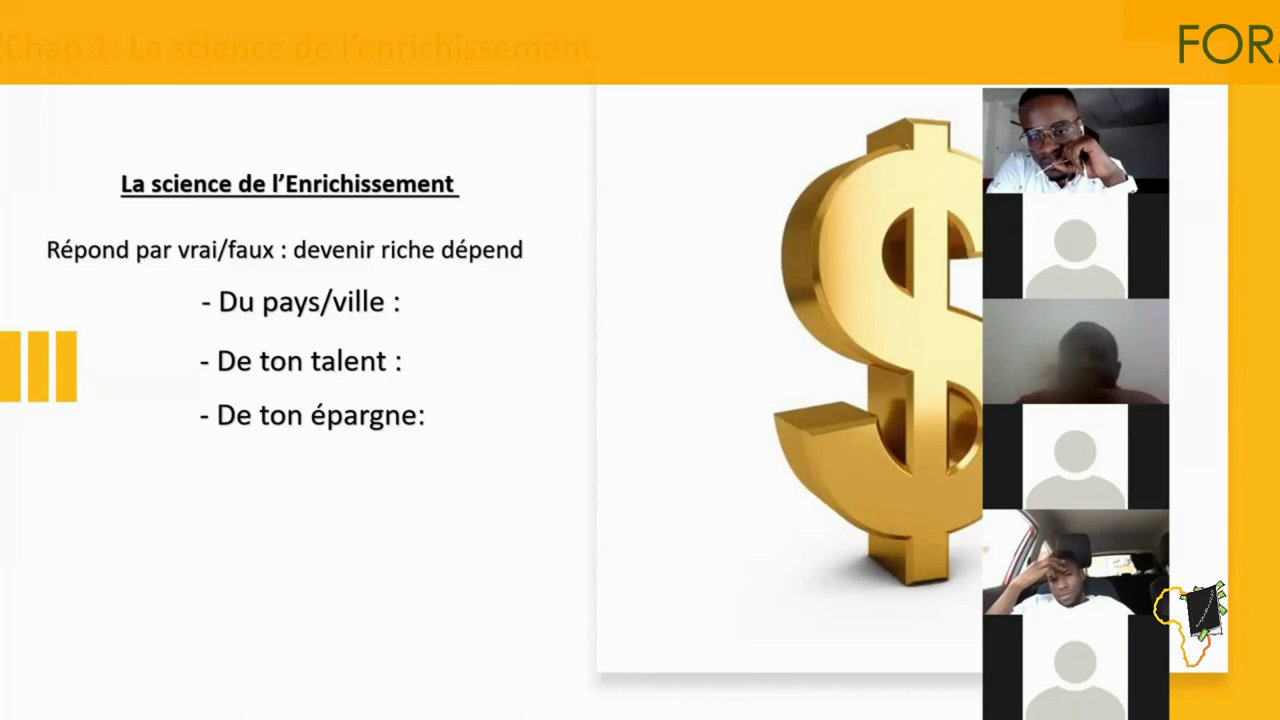 Chap 1: La science de l'enrichissement
FOR
La science de l'Enrichissement
Répond par vrai/faux : devenir riche dépend
- Du pays/ville :
- De ton talent :
- De ton épargne: